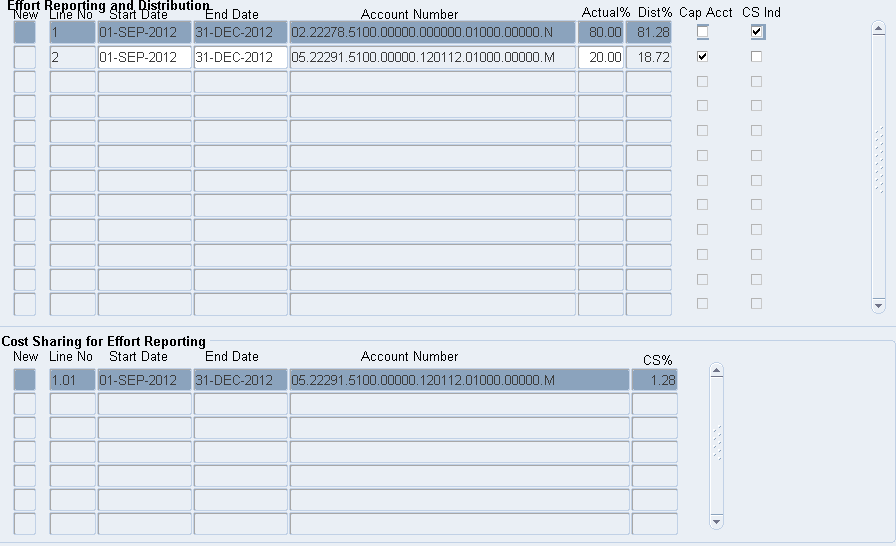 Effort Reporting and Distribution
New Line No Start Date End Date Account Number Actual% Dist% Cap Acct CS Ind
1 01-SEP-2012 31-DEC-2012 02.22278.5100.00000.000000.01000.00000.N 80.00 81.28
2 01-SEP-2012 31-DEC-2012 05.22291.5100.00000.120112.01000.00000.M 20.00 18.72
Cost Sharing for Effort Reporting
New Line No Start Date End Date Account Number CS%
1.01 01-SEP-2012 31-DEC-2012 05.22291.5100.00000.120112.01000.00000.M 1.28